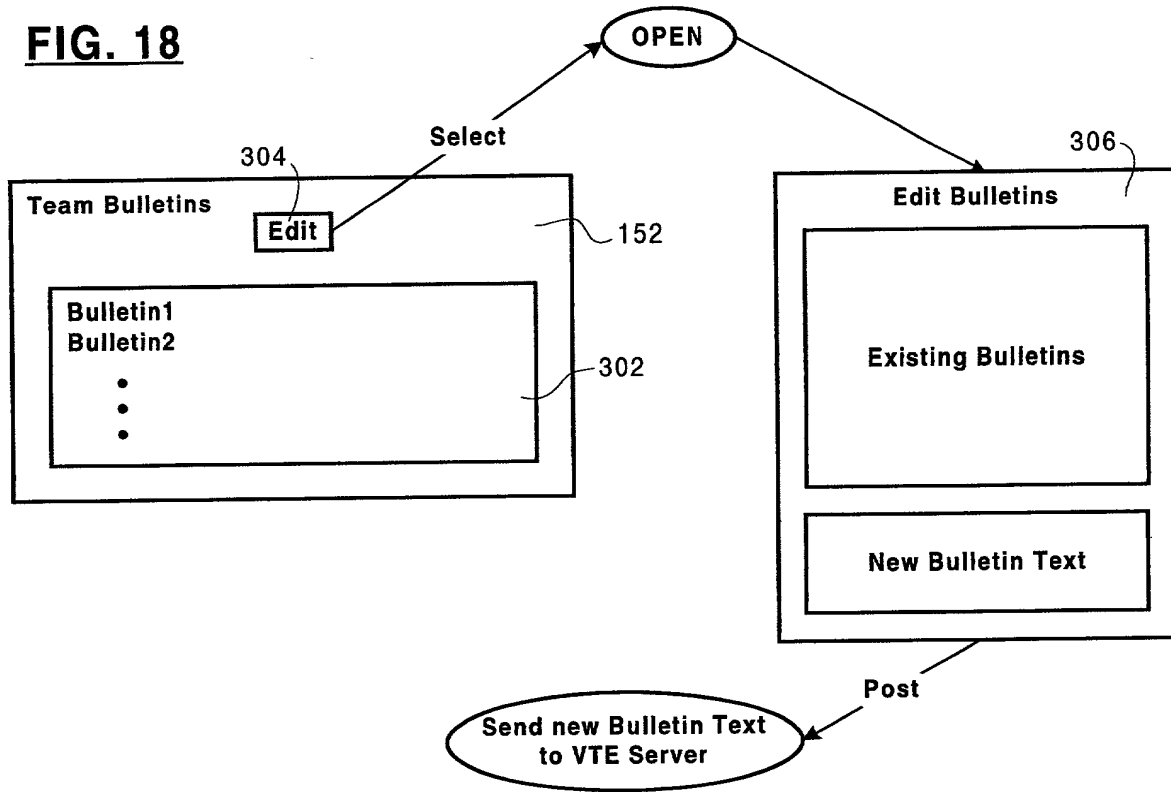 FIG. 18
OPEN
Select
304
306
Team Bulletins
Edit
152
Edit Bulletins
Bulletin1
Bulletin2
302
Existing Bulletins
New Bulletin Text
Post
Send new Bulletin Text
to VTE Server